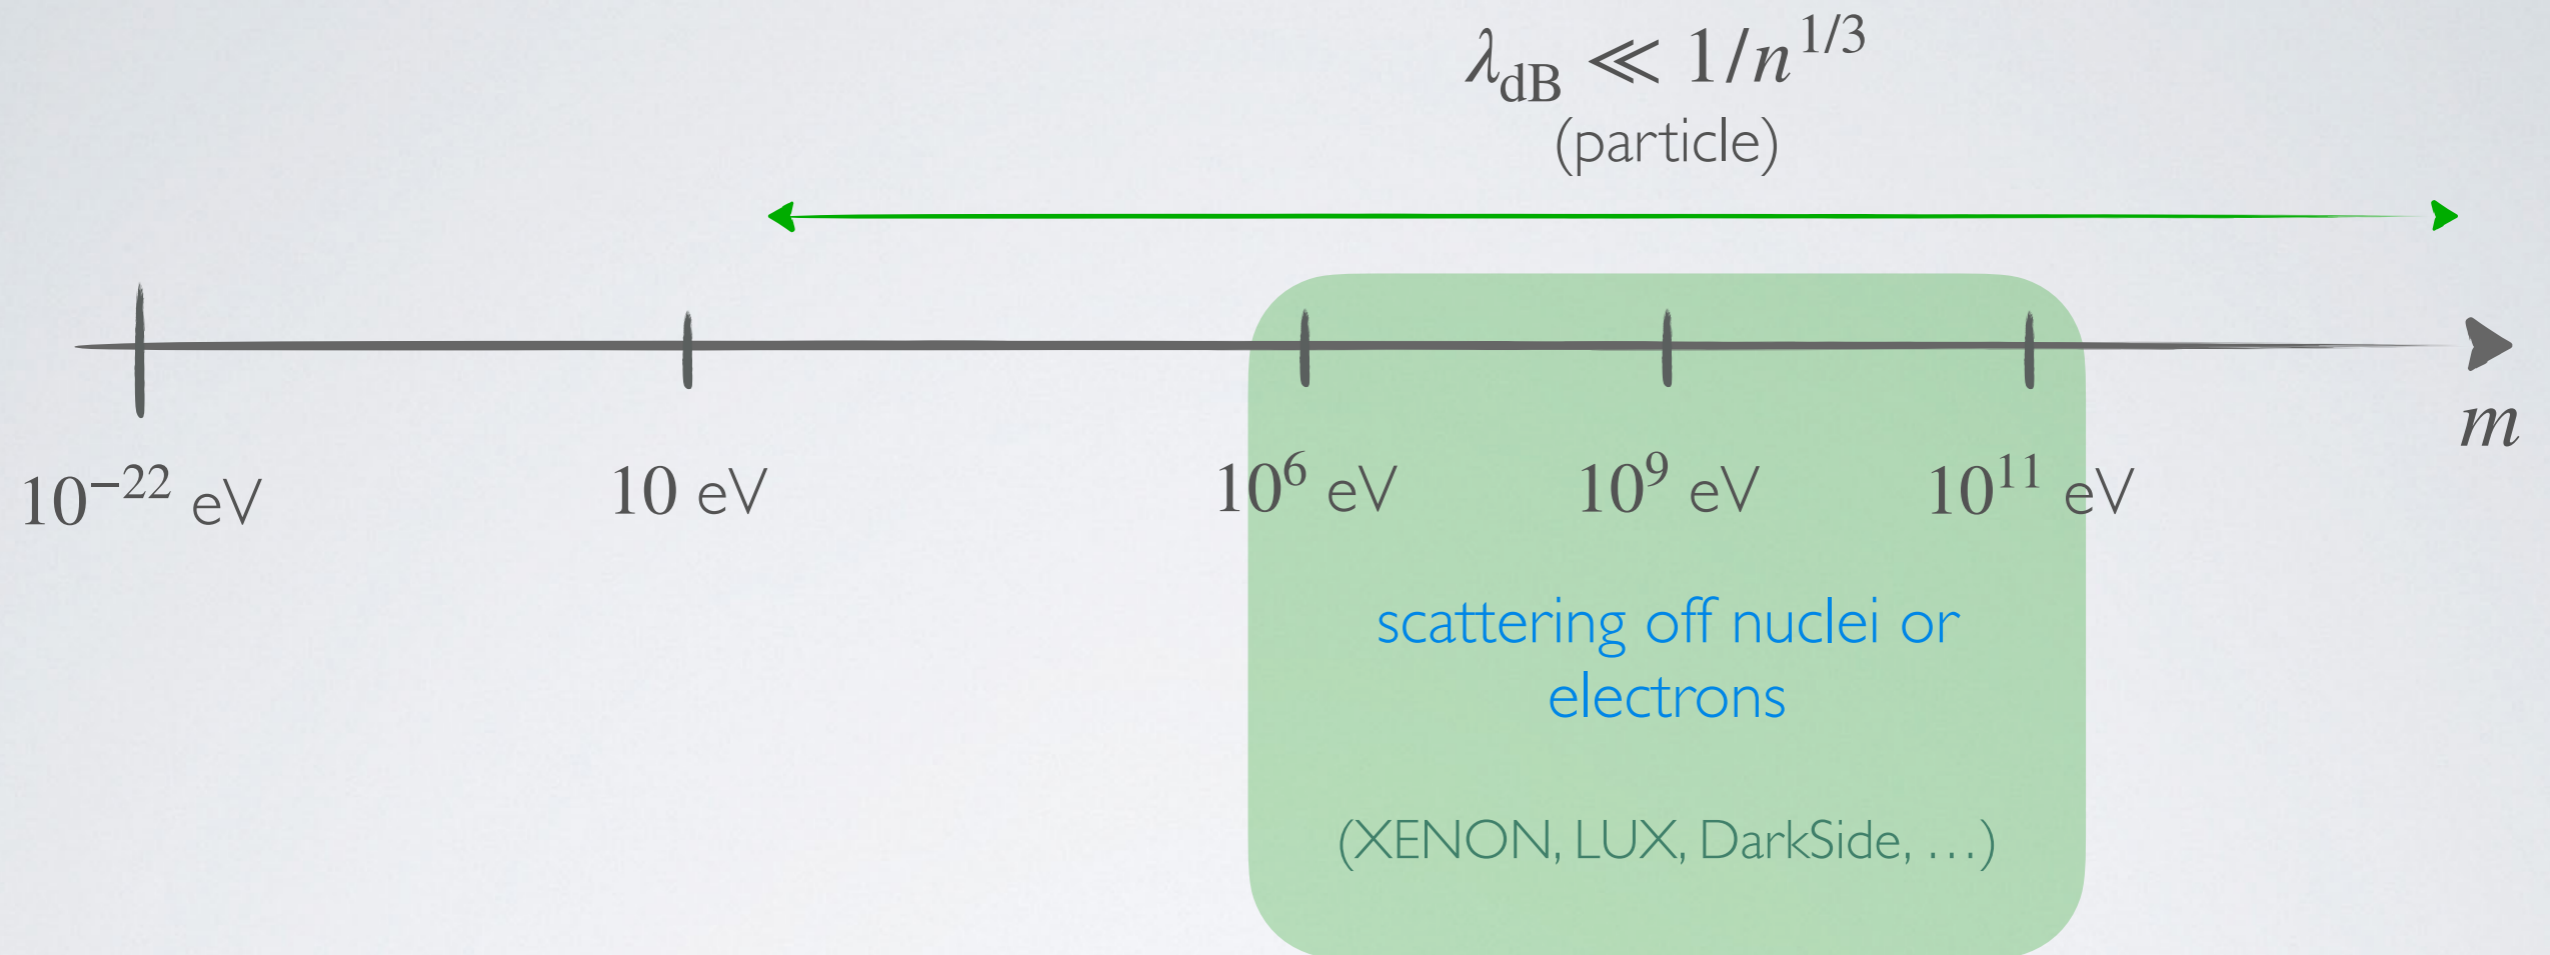 λ_dB ≪ 1/n^{1/3}
(particle)
m
10^{−22} eV
10 eV
10^6 eV
10^9 eV
10^{11} eV
scattering off nuclei or
electrons
(XENON, LUX, DarkSide, …)